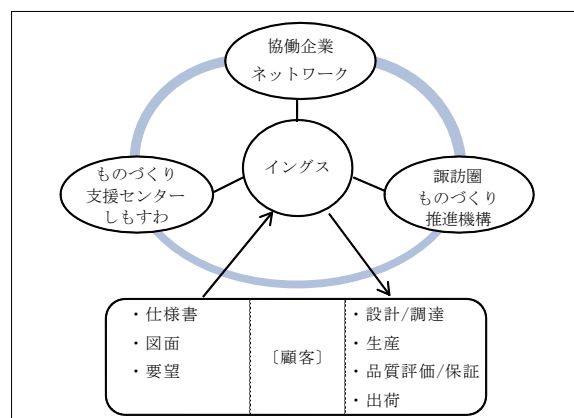 協働企業
ネットワーク
イングス
ものづくり
支援センター
しもすわ
諏訪圏
ものづくり
推進機構
・仕様書
・図面
・要望
〔顧客〕
・設計/調達
・生産
・品質評価/保証
・出荷